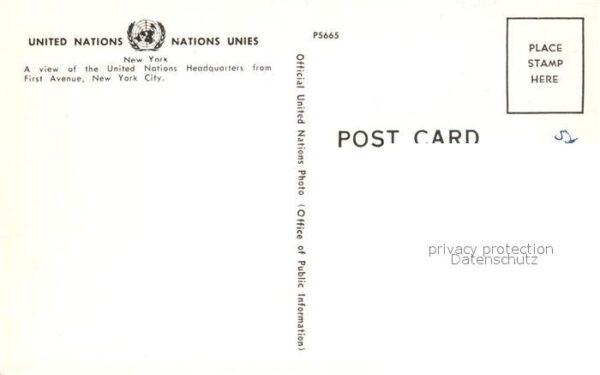 UNITED NATIONS NATIONS UNIES
New York
A view of the United Nations Headquarters from
First Avenue, New York City.
P5665
Official United Nations Photo (Office of Public Information)
PLACE
STAMP
HERE
POST CARD
privacy protection
Datenschutz